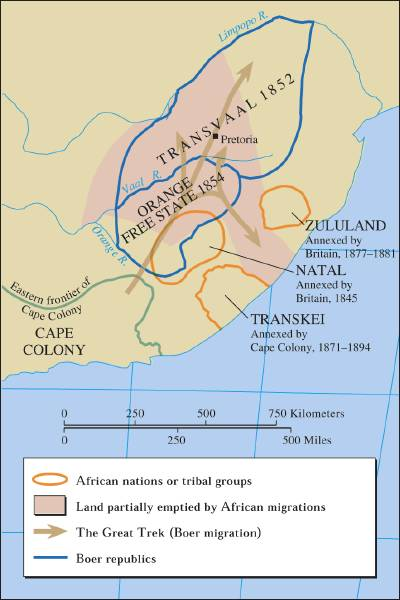 Limpopo R.
TRANSVAAL 1852
Pretoria
Vaal R.
ORANGE
FREE STATE 1854
Orange R.
ZULULAND
Annexed by
Britain, 1877–1881
NATAL
Annexed by
Britain, 1845
Eastern frontier of
Cape Colony
TRANSKEI
Annexed by
Cape Colony, 1871–1894
CAPE
COLONY
0 250 500 750 Kilometers
0 250 500 Miles
African nations or tribal groups
Land partially emptied by African migrations
The Great Trek (Boer migration)
Boer republics